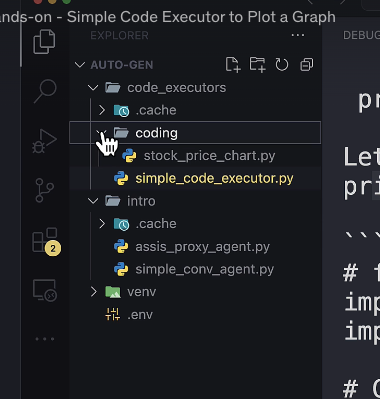 nds-on - Simple Code Executor to Plot a Graph
EXPLORER
...
DEBUG
AUTO-GEN
code_executors
.cache
coding
stock_price_chart.py
simple_code_executor.py
intro
.cache
assis_proxy_agent.py
simple_conv_agent.py
venv
.env
2
pr
Let
pri
```
# f
imp
imp
# C